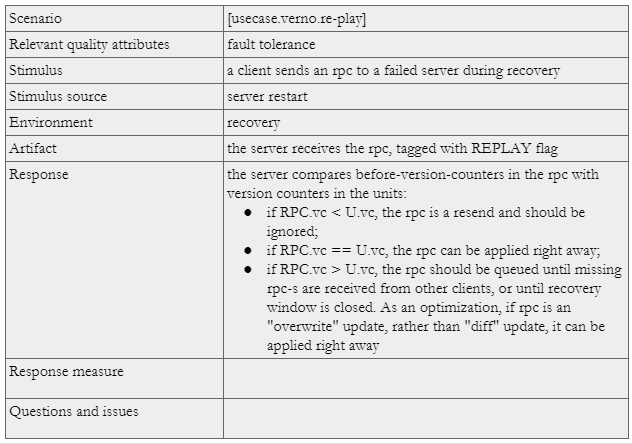 Scenario [usecase.verno.re-play]
Relevant quality attributes fault tolerance
Stimulus a client sends an rpc to a failed server during recovery
Stimulus source server restart
Environment recovery
Artifact the server receives the rpc, tagged with REPLAY flag
Response the server compares before-version-counters in the rpc with
version counters in the units:
● if RPC.vc < U.vc, the rpc is a resend and should be
ignored;
● if RPC.vc == U.vc, the rpc can be applied right away;
● if RPC.vc > U.vc, the rpc should be queued until missing
rpc-s are received from other clients, or until recovery
window is closed. As an optimization, if rpc is an
"overwrite" update, rather than "diff" update, it can be
applied right away
Response measure
Questions and issues